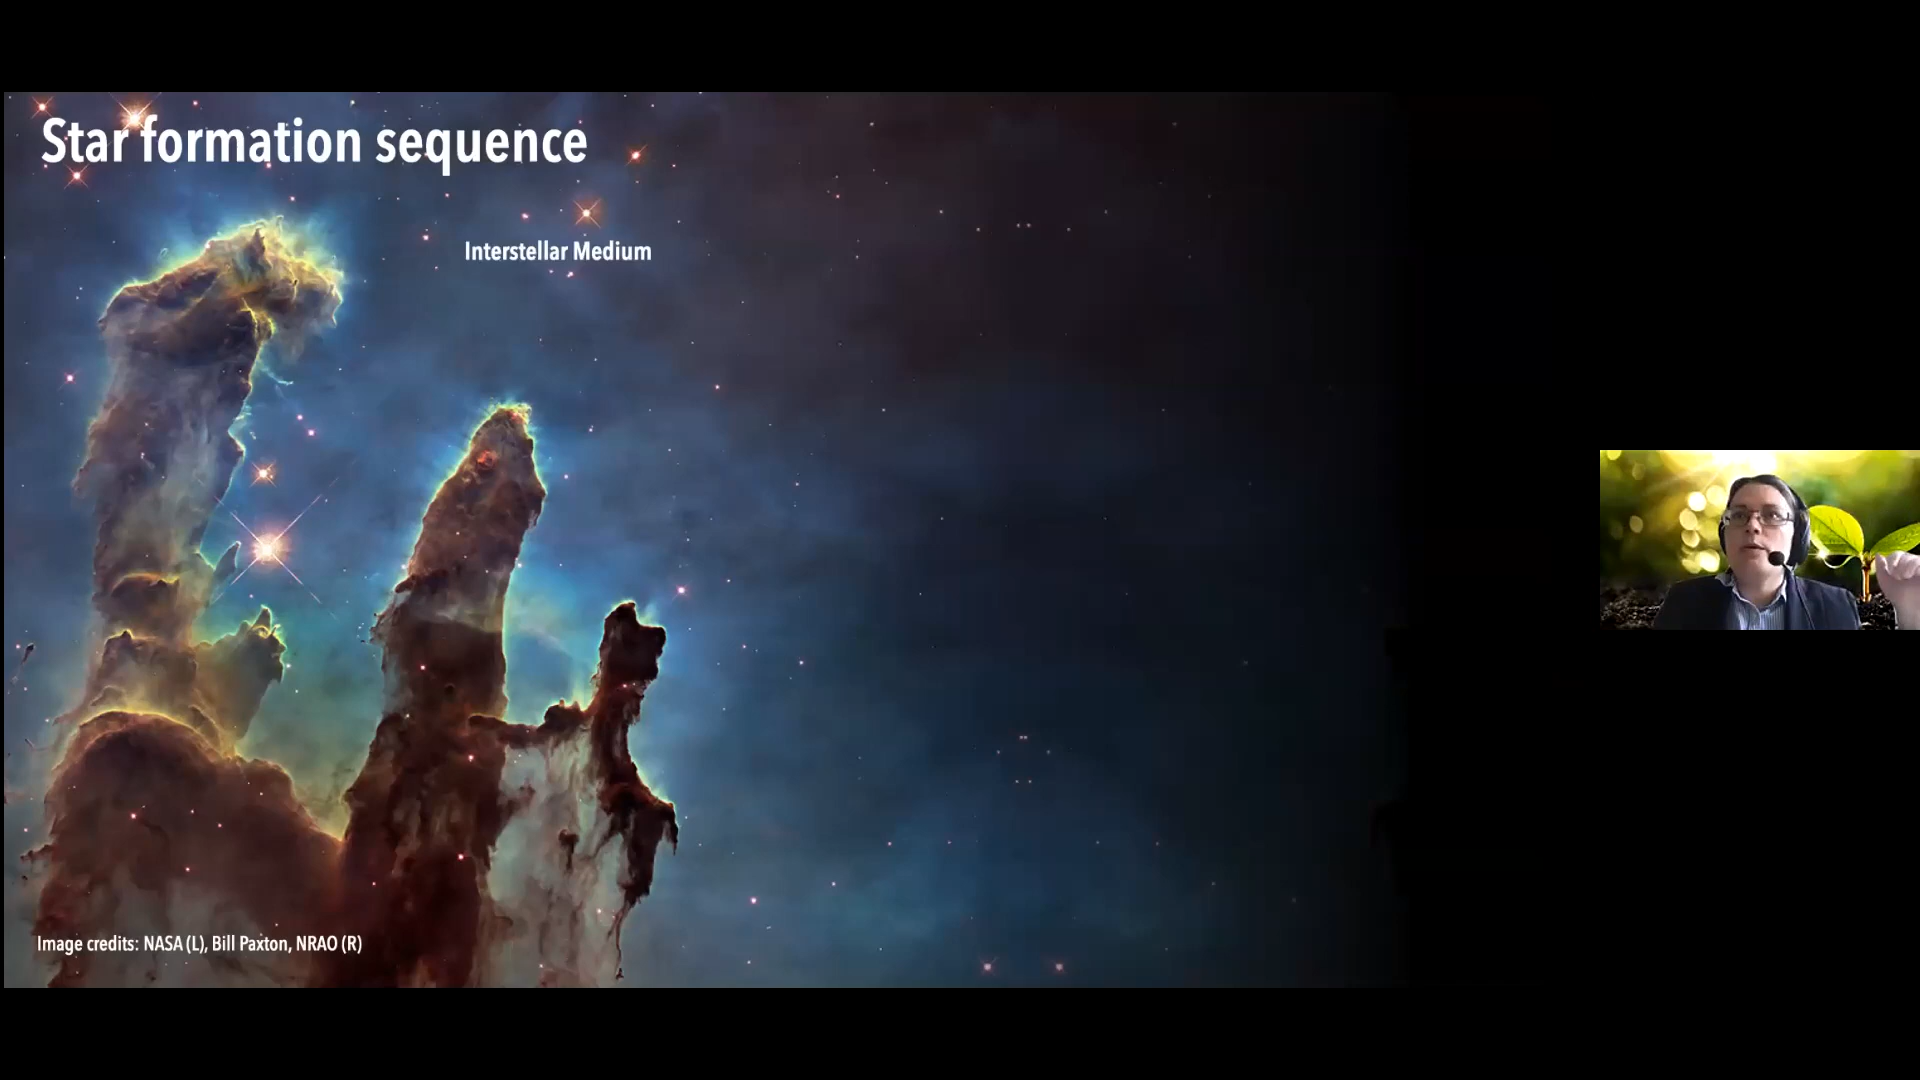 Star formation sequence
Interstellar Medium
Image credits: NASA (L), Bill Paxton, NRAO (R)